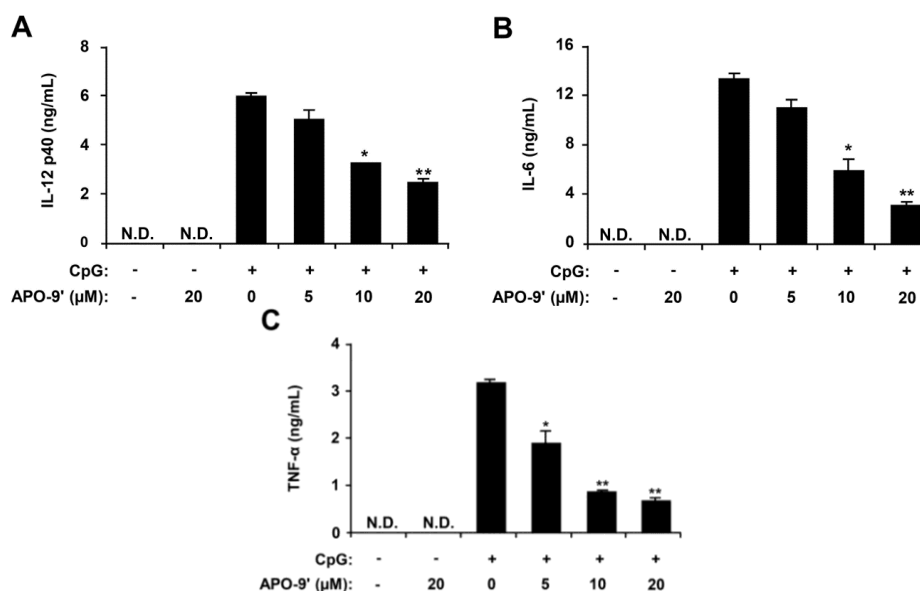 A
IL-12 p40 (ng/mL)
8
6
4
2
0
N.D. N.D. * **
CpG: - - + + + +
APO-9' (μM): - 20 0 5 10 20
B
IL-6 (ng/mL)
16
12
8
4
0
N.D. N.D. * **
CpG: - - + + + +
APO-9' (μM): - 20 0 5 10 20
C
TNF-α (ng/mL)
4
3
2
1
0
N.D. N.D. * ** **
CpG: - - + + + +
APO-9' (μM): - 20 0 5 10 20